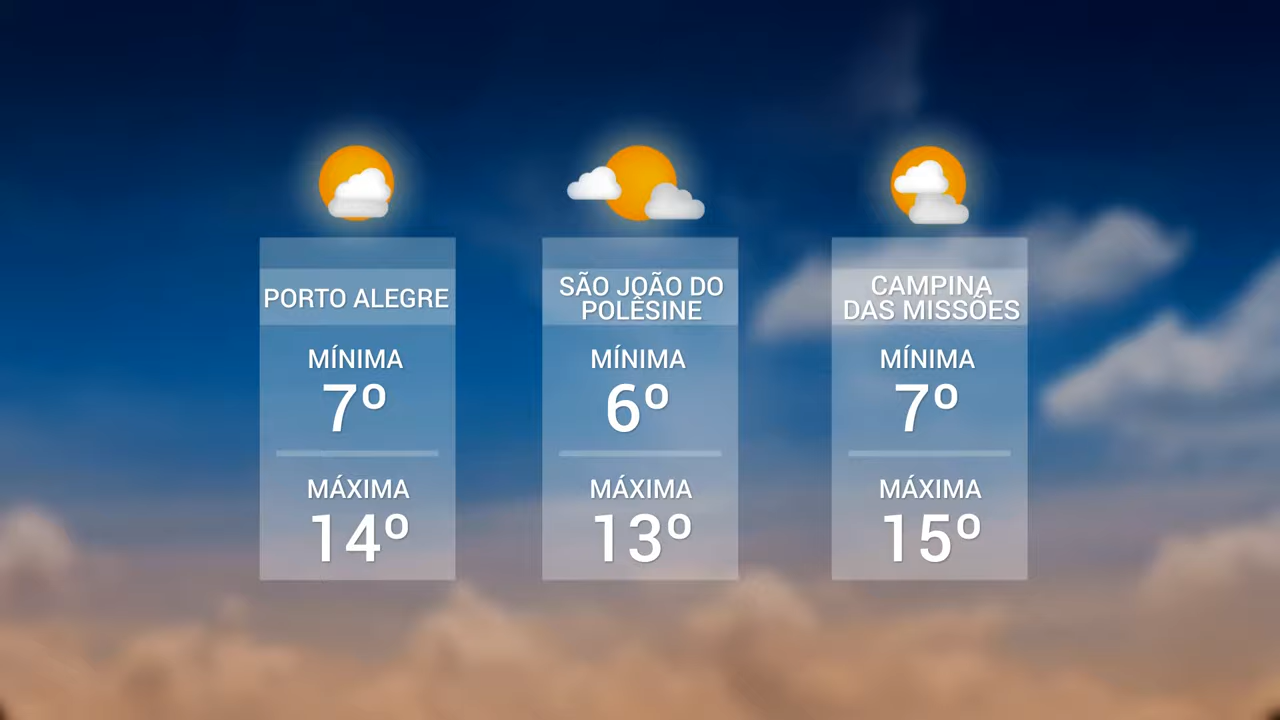 PORTO ALEGRE
MÍNIMA
7º
MÁXIMA
14º
SÃO JOÃO DO
POLÊSINE
MÍNIMA
6º
MÁXIMA
13º
CAMPINA
DAS MISSÕES
MÍNIMA
7º
MÁXIMA
15º